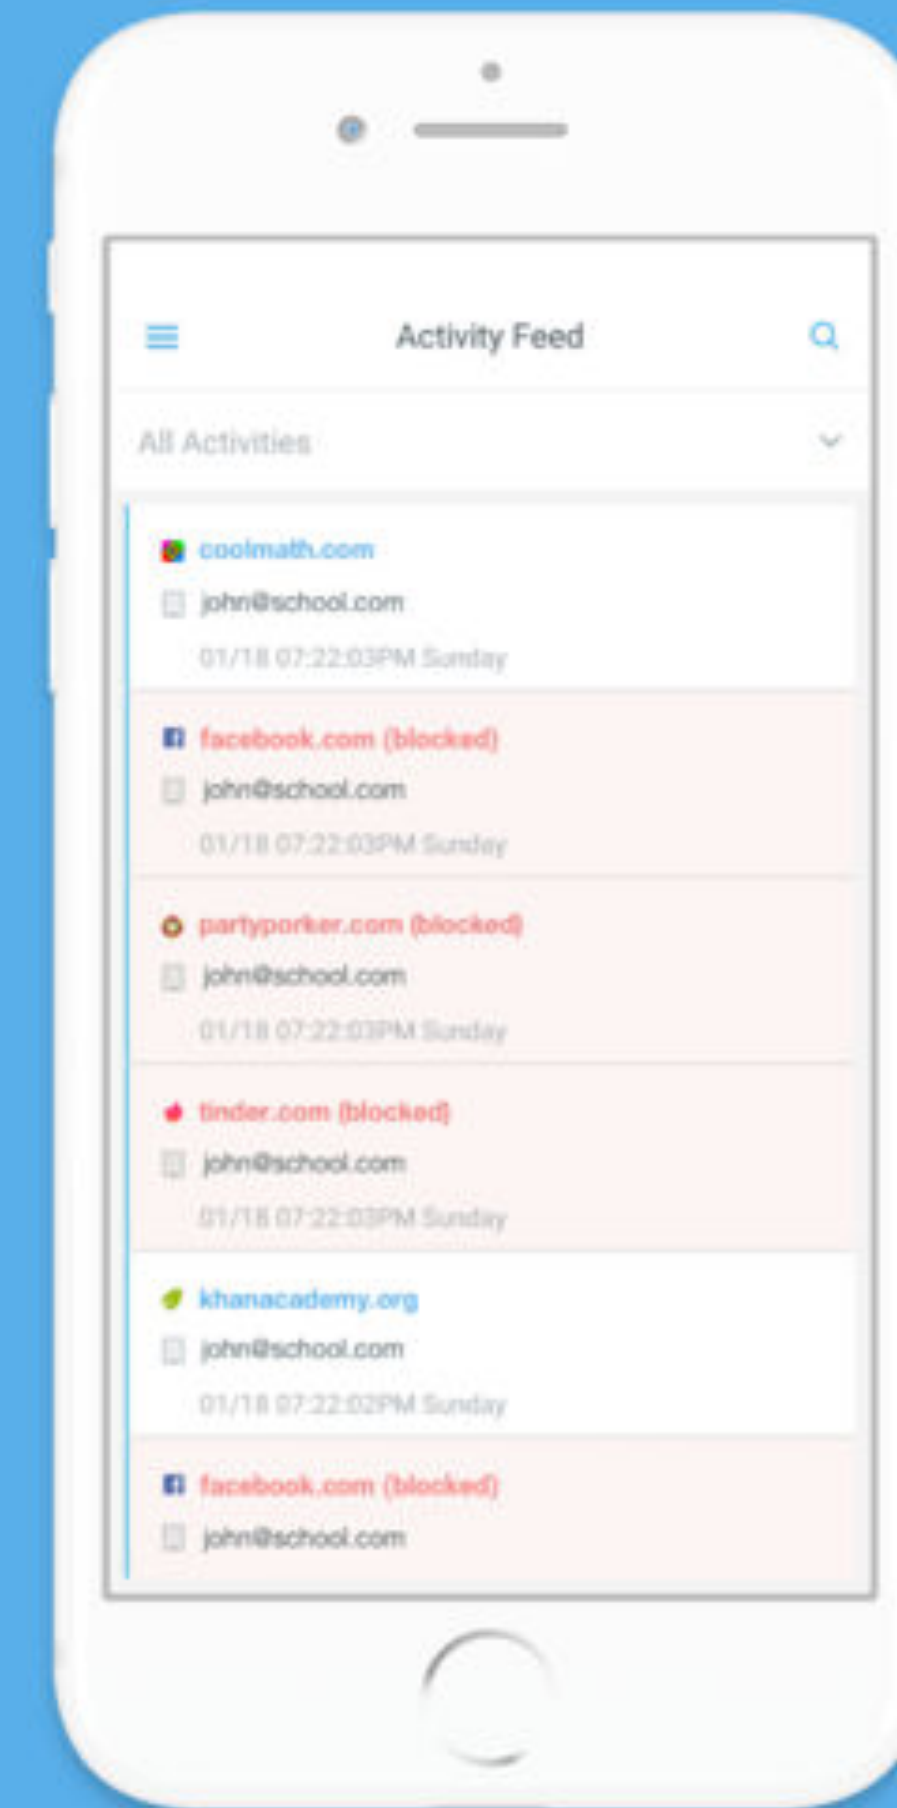 Activity Feed
All Activities
coolmath.com
john@school.com
01/18 07:22:03PM Sunday
facebook.com (blocked)
john@school.com
01/18 07:22:03PM Sunday
partyporker.com (blocked)
john@school.com
01/18 07:22:03PM Sunday
tinder.com (blocked)
john@school.com
01/18 07:22:03PM Sunday
khanacademy.org
john@school.com
01/18 07:22:02PM Sunday
facebook.com (blocked)
john@school.com